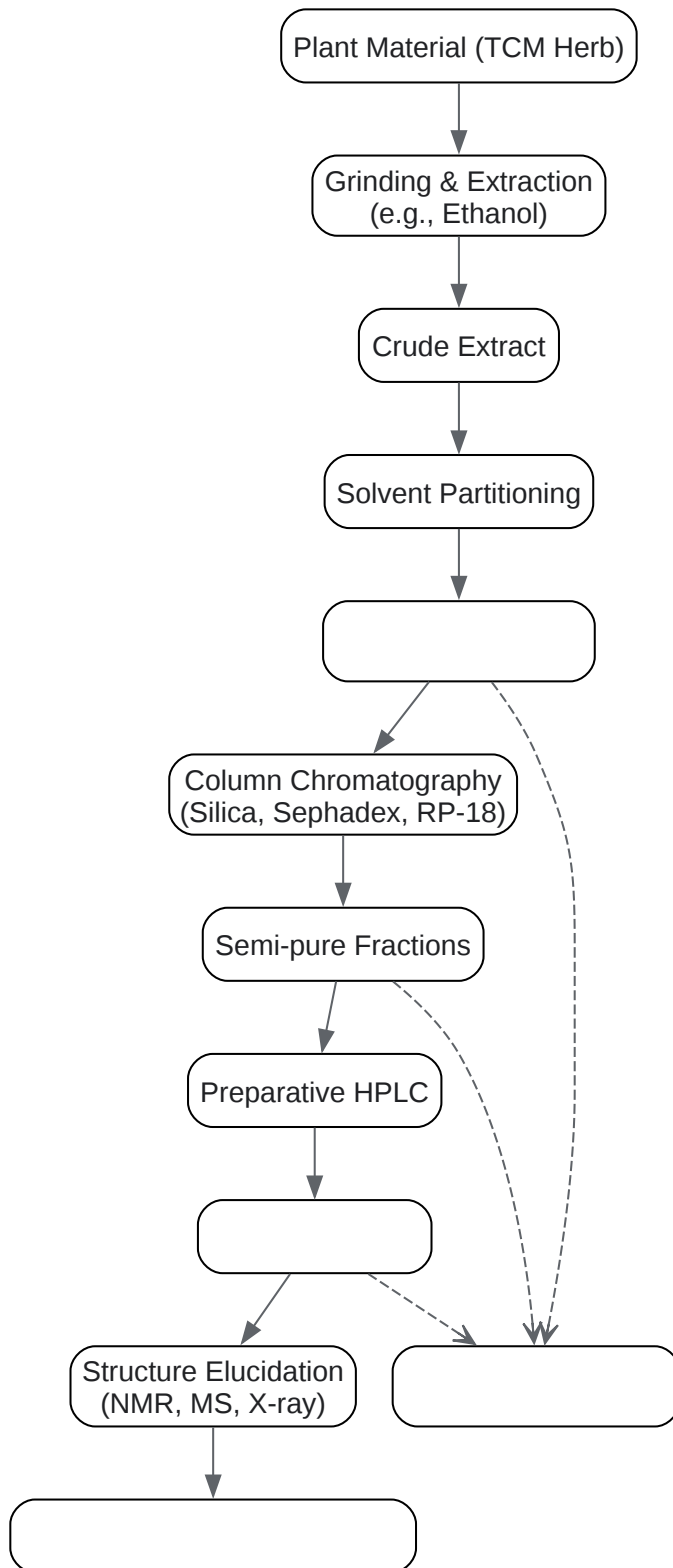 Plant Material (TCM Herb)
Grinding & Extraction
(e.g., Ethanol)
Crude Extract
Solvent Partitioning
Column Chromatography
(Silica, Sephadex, RP-18)
Semi-pure Fractions
Preparative HPLC
Structure Elucidation
(NMR, MS, X-ray)